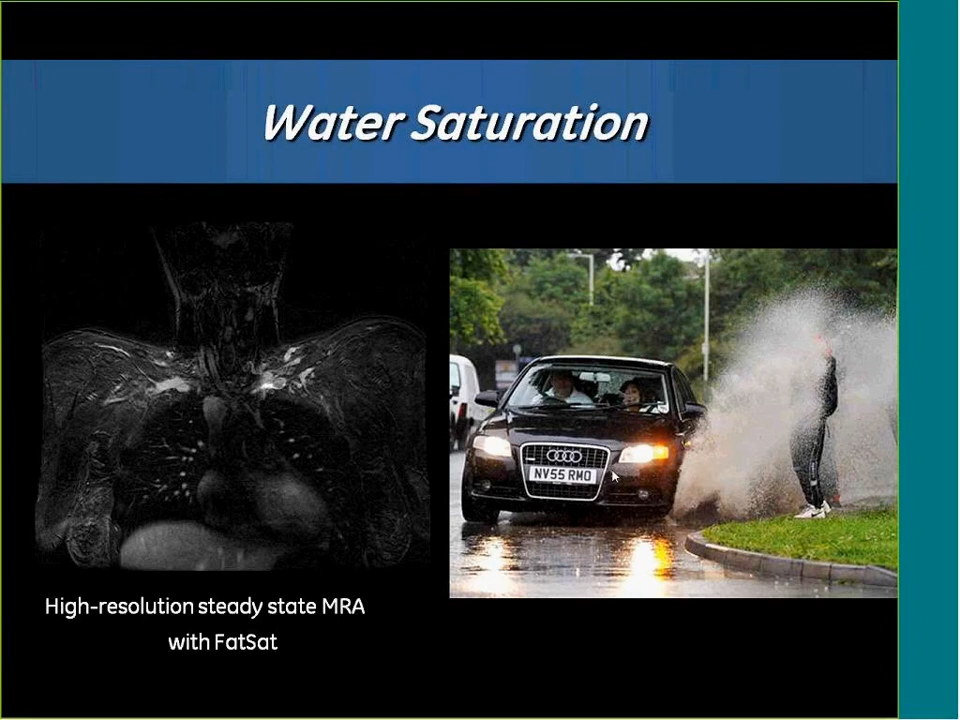 Water Saturation
NV55 RMO
High-resolution steady state MRA
with FatSat